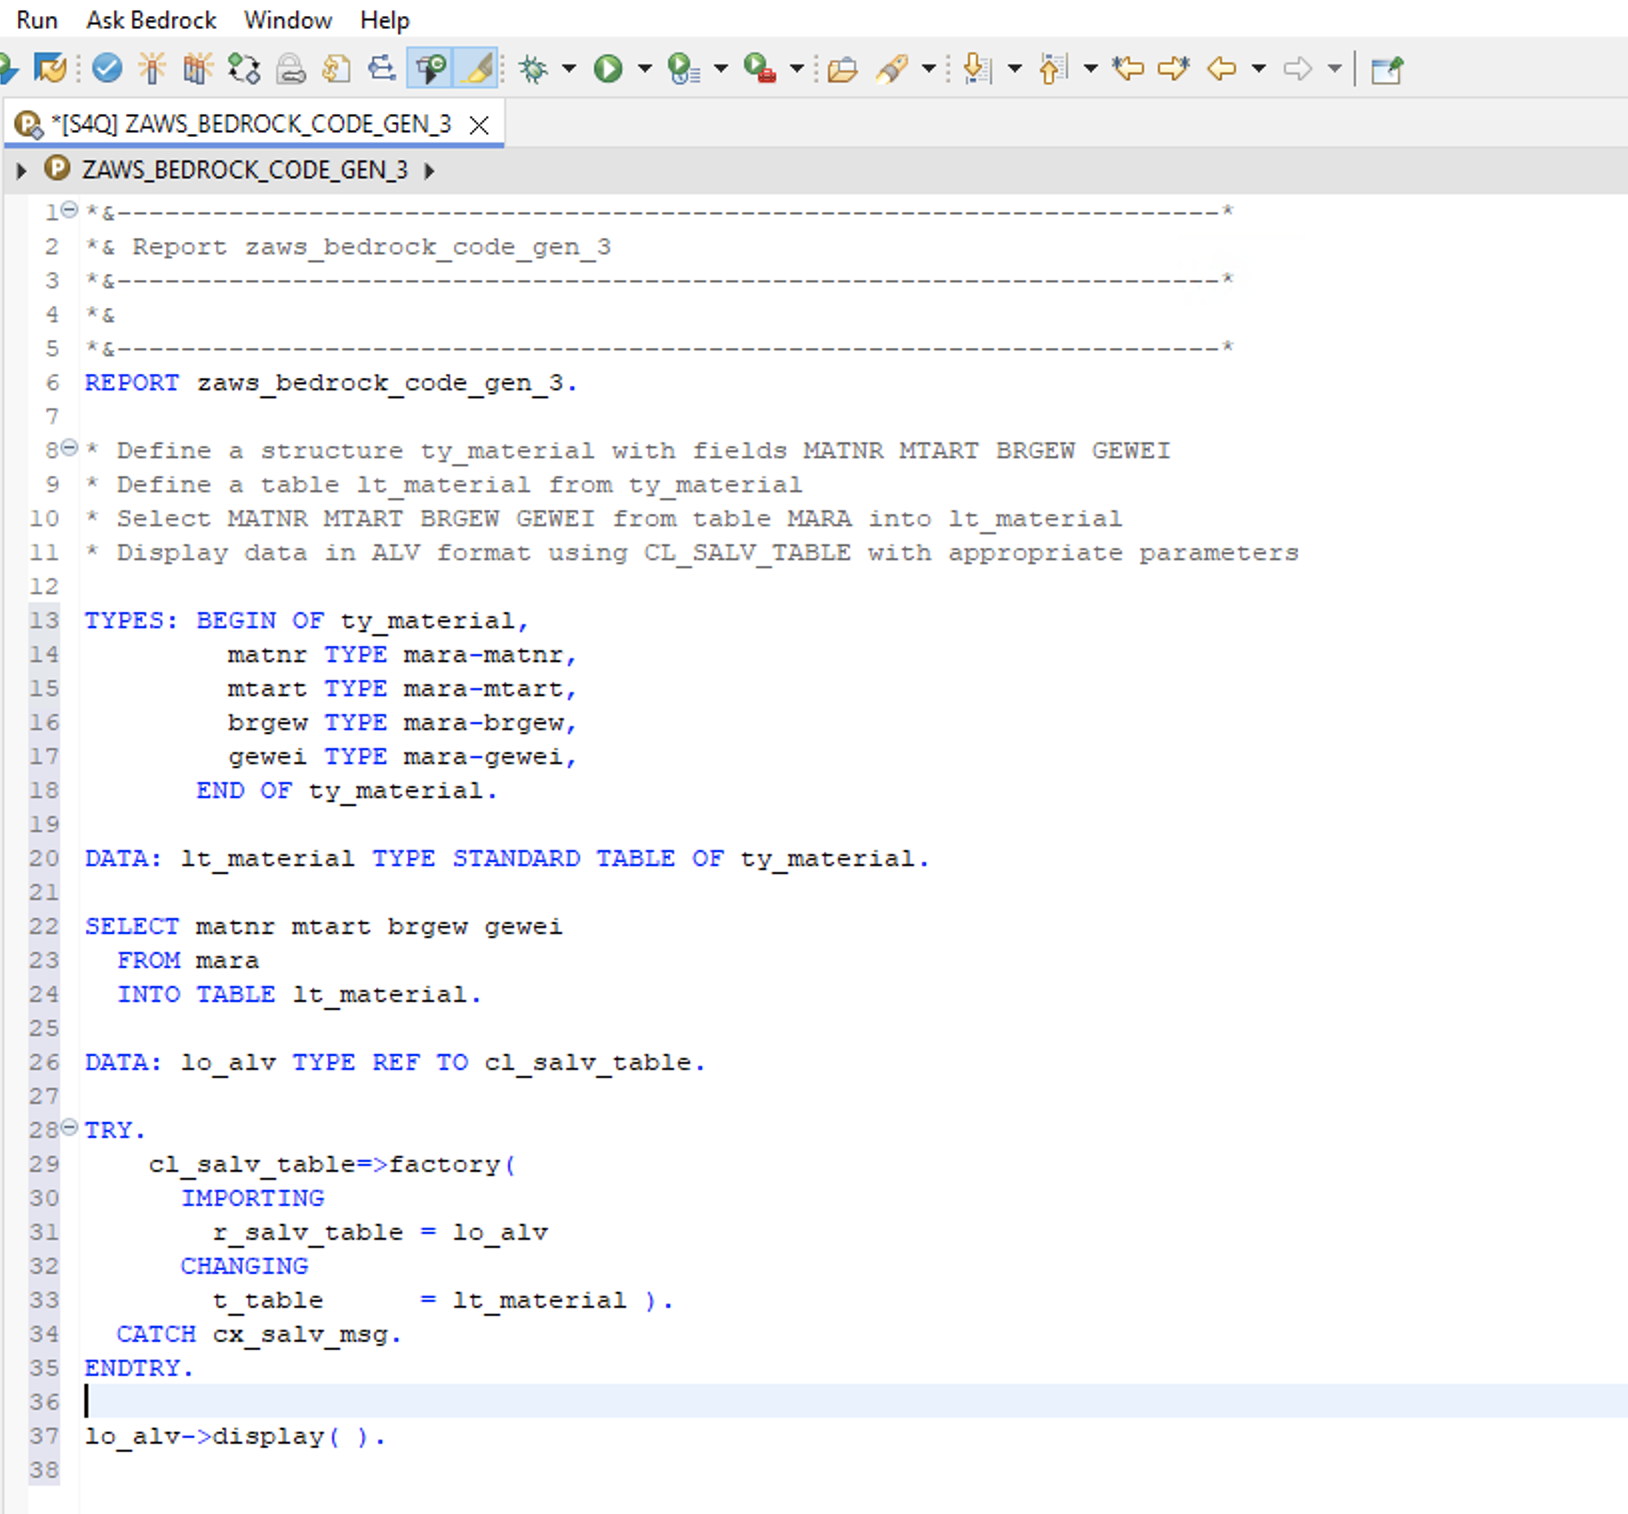 Run Ask Bedrock Window Help
*[S4Q] ZAWS_BEDROCK_CODE_GEN_3
ZAWS_BEDROCK_CODE_GEN_3
1 *&---------------------------------------------------------------------*
2 *& Report zaws_bedrock_code_gen_3
3 *&---------------------------------------------------------------------*
4 *&
5 *&---------------------------------------------------------------------*
6 REPORT zaws_bedrock_code_gen_3.
7
8 * Define a structure ty_material with fields MATNR MTART BRGEW GEWEI
9 * Define a table lt_material from ty_material
10 * Select MATNR MTART BRGEW GEWEI from table MARA into lt_material
11 * Display data in ALV format using CL_SALV_TABLE with appropriate parameters
12
13 TYPES: BEGIN OF ty_material,
14          matnr TYPE mara-matnr,
15          mtart TYPE mara-mtart,
16          brgew TYPE mara-brgew,
17          gewei TYPE mara-gewei,
18        END OF ty_material.
19
20 DATA: lt_material TYPE STANDARD TABLE OF ty_material.
21
22 SELECT matnr mtart brgew gewei
23   FROM mara
24   INTO TABLE lt_material.
25
26 DATA: lo_alv TYPE REF TO cl_salv_table.
27
28 TRY.
29     cl_salv_table=>factory(
30       IMPORTING
31         r_salv_table = lo_alv
32       CHANGING
33         t_table      = lt_material ).
34   CATCH cx_salv_msg.
35 ENDTRY.
36
37 lo_alv->display( ).
38